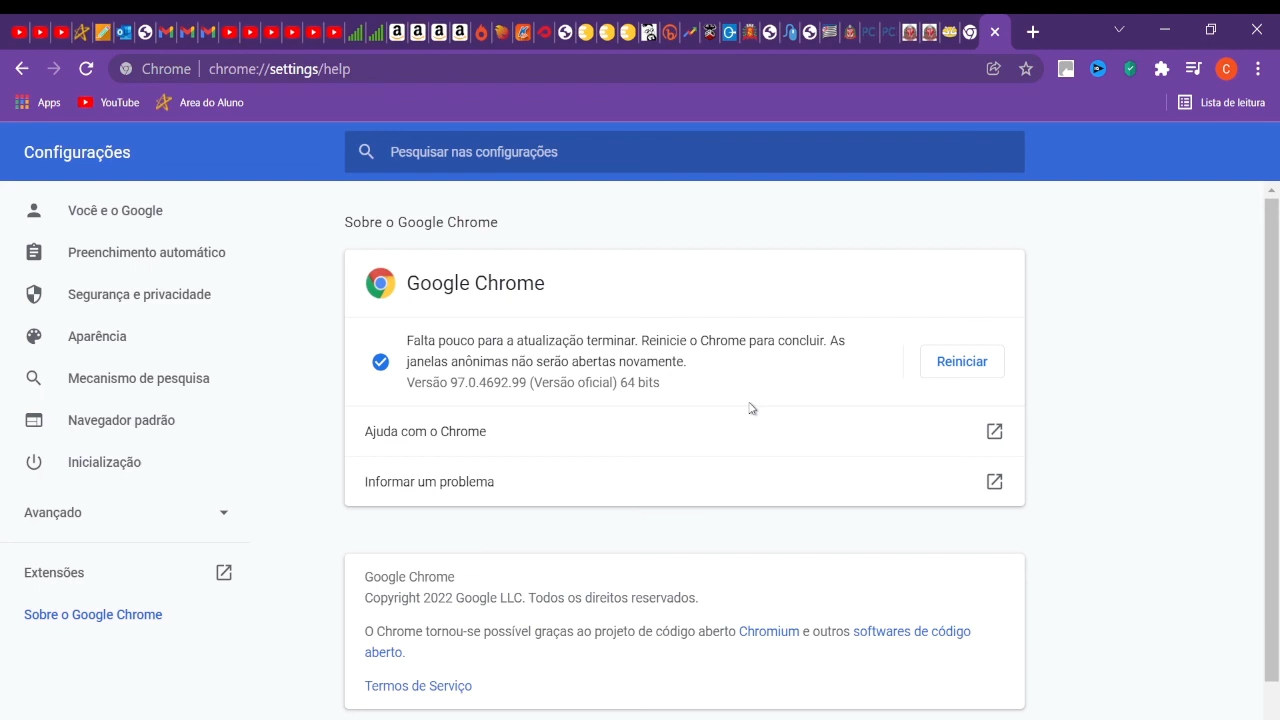 Chrome
chrome://settings/help
Apps
YouTube
Area do Aluno
Lista de leitura
Configurações
Pesquisar nas configurações
Você e o Google
Preenchimento automático
Segurança e privacidade
Aparência
Mecanismo de pesquisa
Navegador padrão
Inicialização
Avançado
Extensões
Sobre o Google Chrome
Sobre o Google Chrome
Google Chrome
Falta pouco para a atualização terminar. Reinicie o Chrome para concluir. As
janelas anônimas não serão abertas novamente.
Versão 97.0.4692.99 (Versão oficial) 64 bits
Reiniciar
Ajuda com o Chrome
Informar um problema
Google Chrome
Copyright 2022 Google LLC. Todos os direitos reservados.
O Chrome tornou-se possível graças ao projeto de código aberto Chromium e outros softwares de código
aberto.
Termos de Serviço